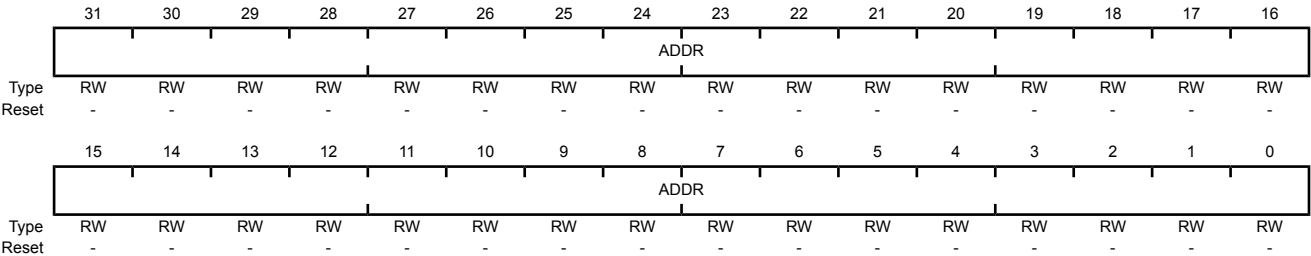 31 30 29 28 27 26 25 24 23 22 21 20 19 18 17 16
ADDR
Type RW RW RW RW RW RW RW RW RW RW RW RW RW RW RW RW
Reset - - - - - - - - - - - - - - - -
15 14 13 12 11 10 9 8 7 6 5 4 3 2 1 0
ADDR
Type RW RW RW RW RW RW RW RW RW RW RW RW RW RW RW RW
Reset - - - - - - - - - - - - - - - -